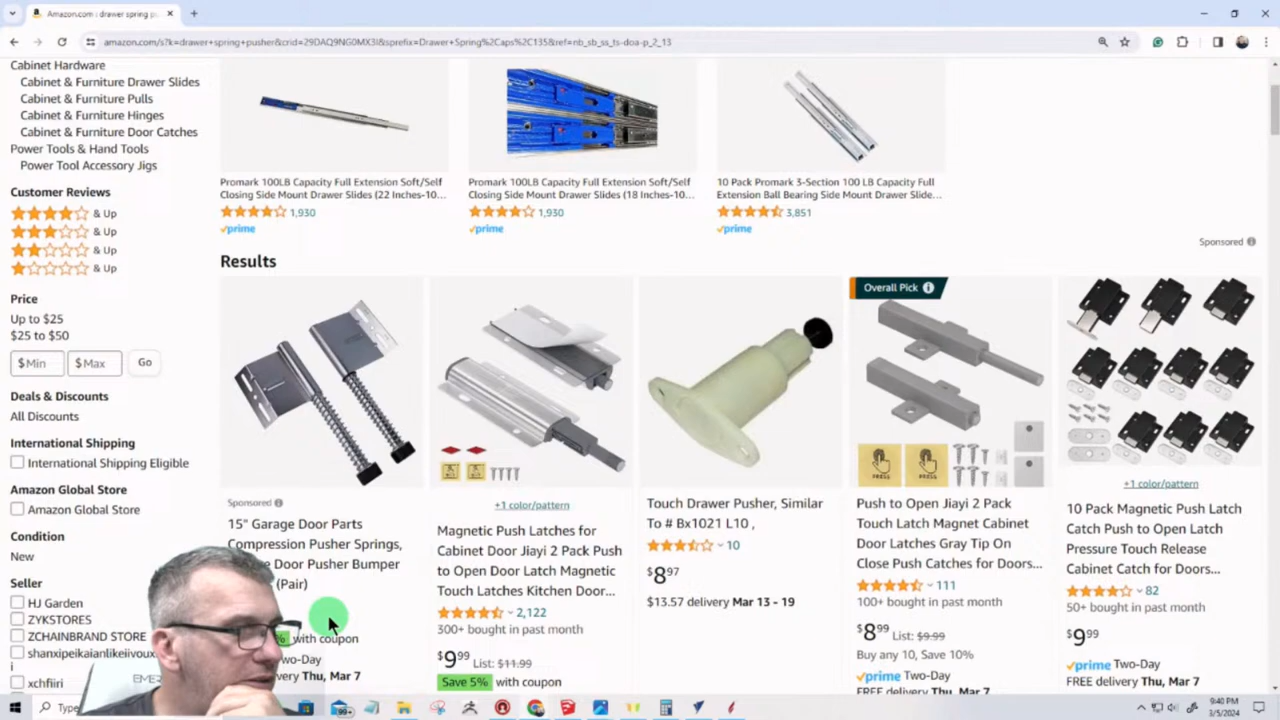 Amazon.com : drawer spring pu
amazon.com/s?k=drawer+spring+pusher&crid=29DAQ9NG0MX3I&sprefix=Drawer+Spring%2Caps%2C135&ref=nb_sb_ss_ts-doa-p_2_13
Cabinet Hardware
Cabinet & Furniture Drawer Slides
Cabinet & Furniture Pulls
Cabinet & Furniture Hinges
Cabinet & Furniture Door Catches
Power Tools & Hand Tools
Power Tool Accessory Jigs
Customer Reviews
& Up
& Up
& Up
& Up
Price
Up to $25
$25 to $50
$ Min
$ Max
Go
Deals & Discounts
All Discounts
International Shipping
International Shipping Eligible
Amazon Global Store
Amazon Global Store
Condition
New
Seller
HJ Garden
ZYKSTORES
ZCHAINBRAND STORE
shanxipeikaianlikeiivoux
i
xchfiiri
Promark 100LB Capacity Full Extension Soft/Self
Closing Side Mount Drawer Slides (22 Inches-10...
1,930
prime
Promark 100LB Capacity Full Extension Soft/Self
Closing Side Mount Drawer Slides (18 Inches-10...
1,930
prime
10 Pack Promark 3-Section 100 LB Capacity
Full Extension Ball Bearing Side Mount Drawer Slide...
3,851
prime
Sponsored
Results
Sponsored
15" Garage Door Parts
Compression Pusher Springs,
Door Pusher Bumper
(Pair)
% with coupon
wo-Day
very Thu, Mar 7
+1 color/pattern
Magnetic Push Latches for
Cabinet Door Jiayi 2 Pack Push
to Open Door Latch Magnetic
Touch Latches Kitchen Door...
2,122
300+ bought in past month
$9 99 List: $11.99
Save 5% with coupon
Touch Drawer Pusher, Similar
To # Bx1021 L10 ,
10
$8 97
$13.57 delivery Mar 13 - 19
Overall Pick
PRESS
PRESS
Push to Open Jiayi 2 Pack
Touch Latch Magnet Cabinet
Door Latches Gray Tip On
Close Push Catches for Doors...
111
100+ bought in past month
$8 99 List: $9.99
Buy any 10, Save 10%
prime Two-Day
FREE delivery Thu, Mar 7
+1 color/pattern
10 Pack Magnetic Push Latch
Catch Push to Open Latch
Pressure Touch Release
Cabinet Catch for Doors...
82
50+ bought in past month
$9 99
prime Two-Day
FREE delivery Thu, Mar 7
Type
99+
9:40 PM
3/5/2024